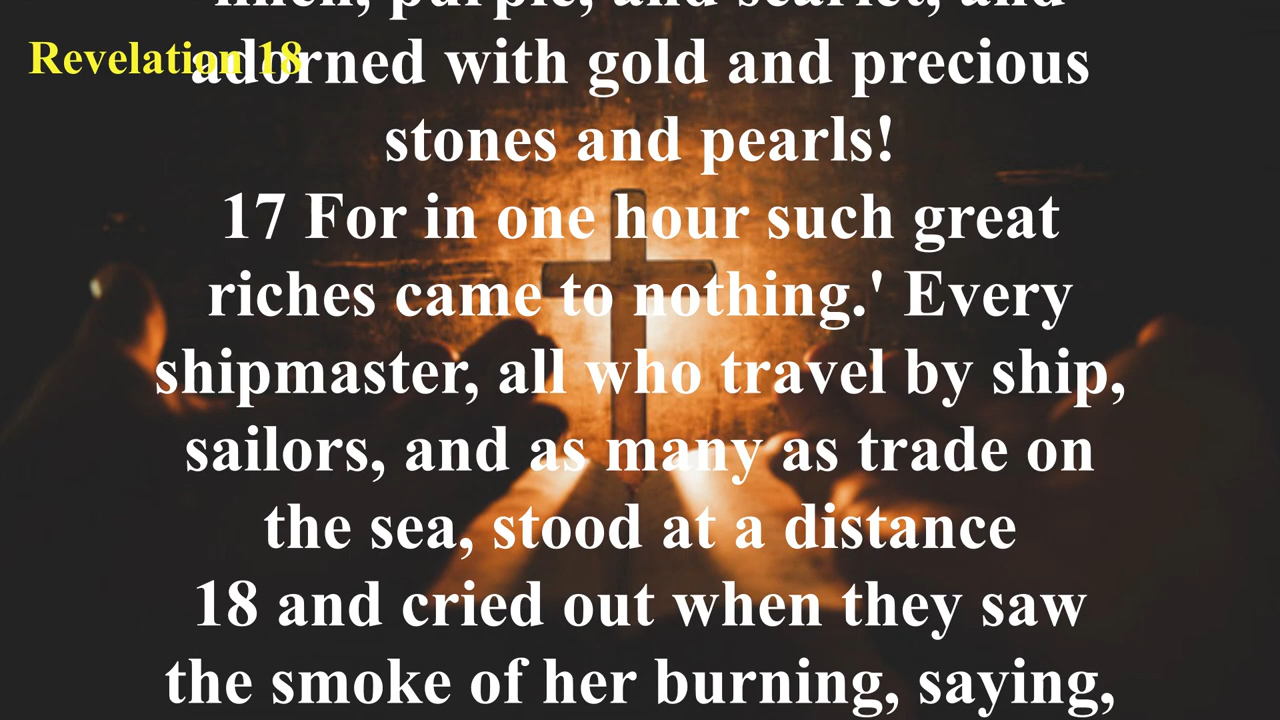 linen, purple, and scarlet, and
Revelation 18
adorned with gold and precious
stones and pearls!
17 For in one hour such great
riches came to nothing.' Every
shipmaster, all who travel by ship,
sailors, and as many as trade on
the sea, stood at a distance
18 and cried out when they saw
the smoke of her burning, saying,